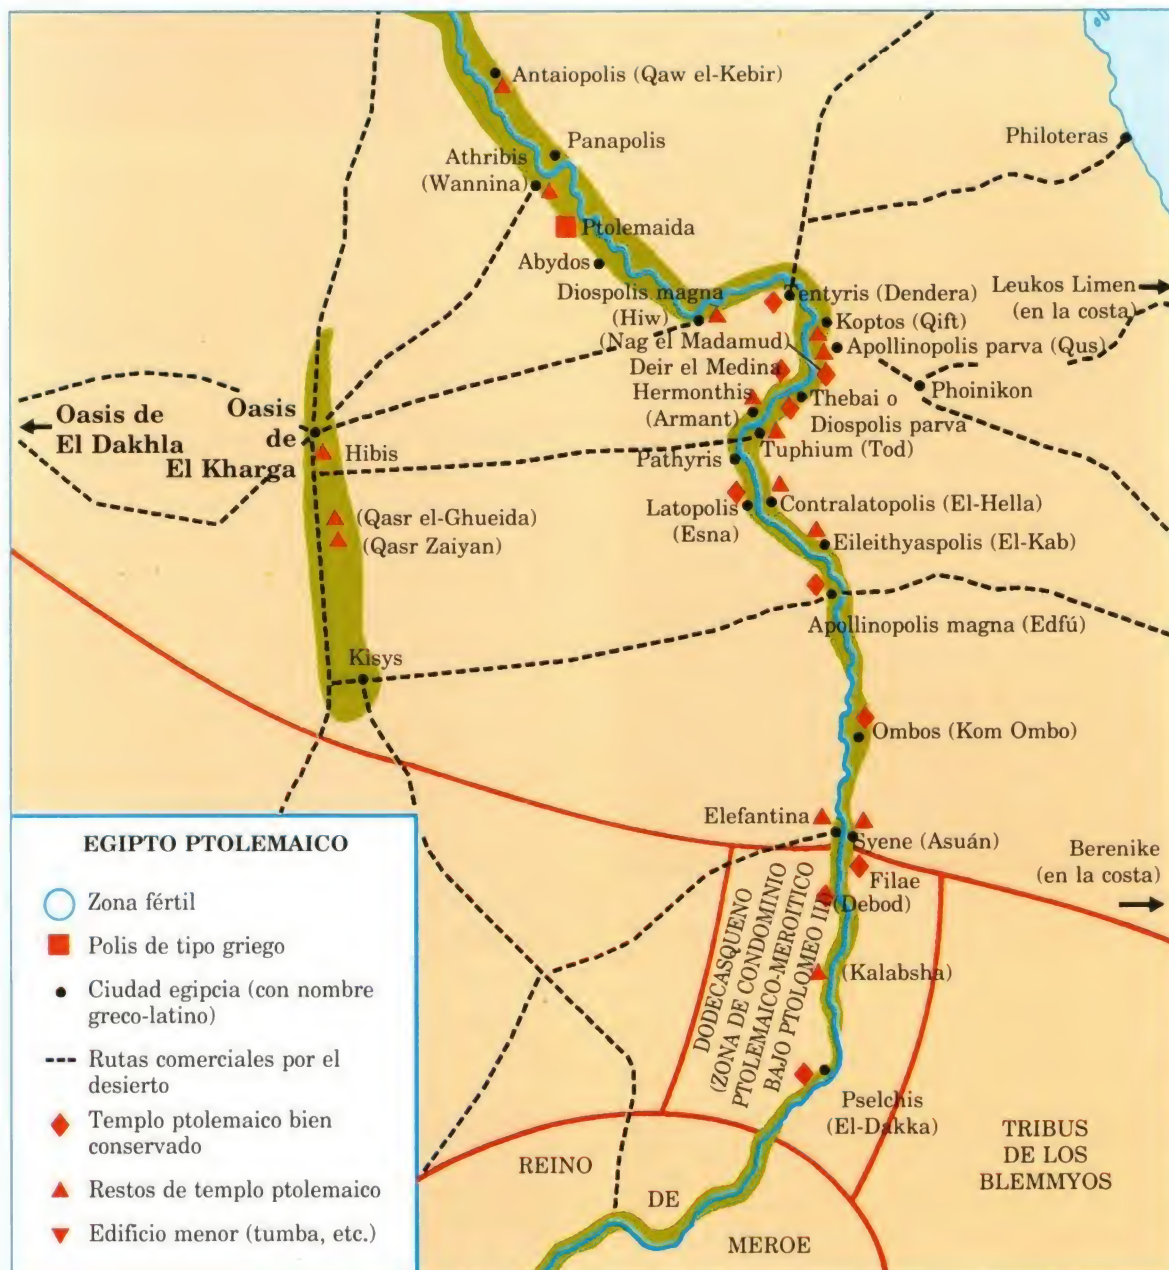 Antaiopolis (Qaw el-Kebir)
Panapolis
Athribis
(Wannina)
Philoteras
Ptolemaida
Abydos
Diospolis magna
(Hiw)
Tentyris (Dendera)
Leukos Limen
(en la costa)
Koptos (Qift)
(Nag el Madamud)
Apollinopolis parva (Qus)
Deir el Medina
Phoinikon
Hermonthis
(Armant)
Thebai o
Diospolis parva
Oasis de
El Dakhla
Oasis
de
El Kharga
Hibis
Tuphium (Tod)
Pathyris
Latopolis
(Esna)
Contralatopolis (El-Hella)
(Qasr el-Ghueida)
(Qasr Zaiyan)
Eileithyaspolis (El-Kab)
Apollinopolis magna (Edfú)
Kisys
Ombos (Kom Ombo)
Elefantina
Syene (Asuán)
Berenike
(en la costa)
Filae
(Debod)
(Kalabsha)
DODECASQUENO
(ZONA DE CONDOMINIO
PTOLEMAICO-MEROITICO
BAJO PTOLOMEO III)
Pselchis
(El-Dakka)
TRIBUS
DE LOS
BLEMMYOS
REINO
DE
MEROE
EGIPTO PTOLEMAICO
Zona fértil
Polis de tipo griego
Ciudad egipcia (con nombre
greco-latino)
Rutas comerciales por el
desierto
Templo ptolemaico bien
conservado
Restos de templo ptolemaico
Edificio menor (tumba, etc.)